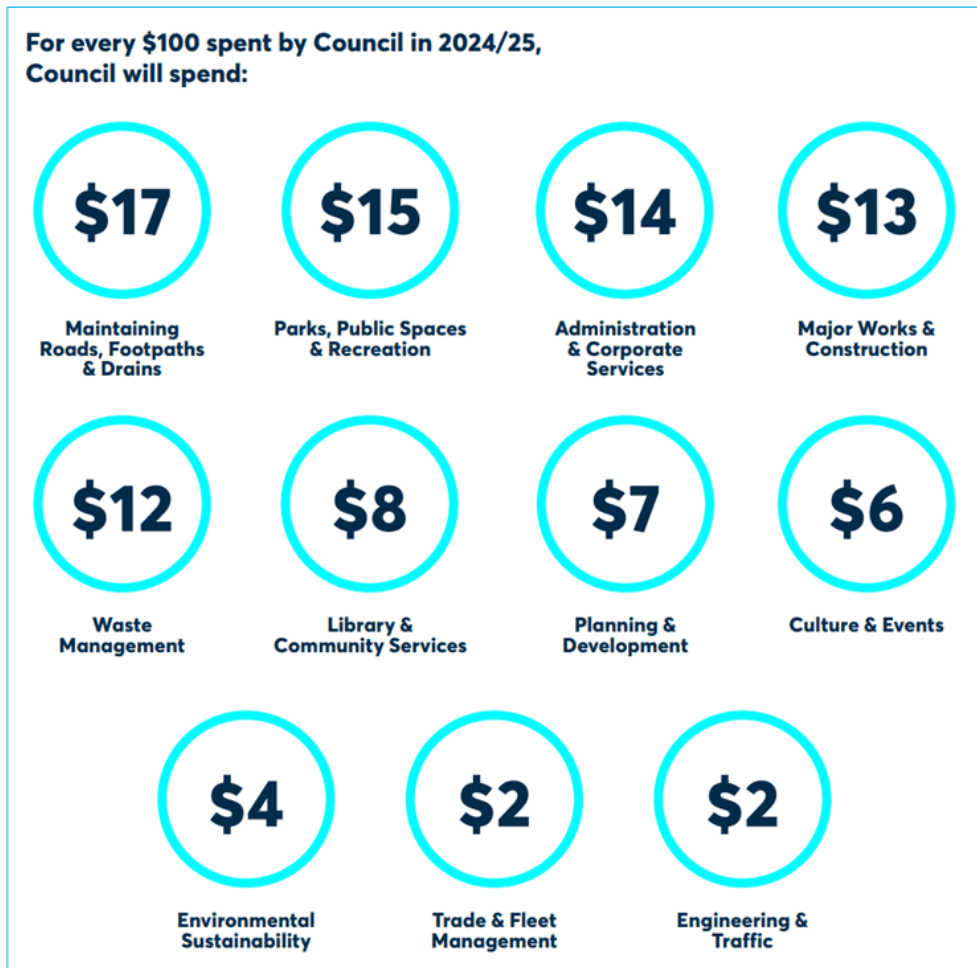 For every $100 spent by Council in 2024/25,
Council will spend:
$17
Maintaining
Roads, Footpaths
& Drains
$15
Parks, Public Spaces
& Recreation
$14
Administration
& Corporate
Services
$13
Major Works &
Construction
$12
Waste
Management
$8
Library &
Community Services
$7
Planning &
Development
$6
Culture & Events
$4
Environmental
Sustainability
$2
Trade & Fleet
Management
$2
Engineering &
Traffic